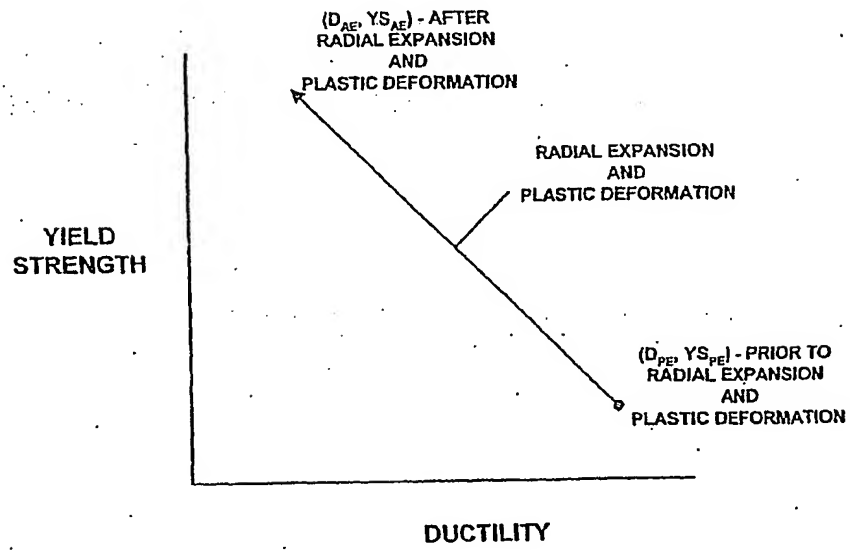 (D_AE, YS_AE) - AFTER
RADIAL EXPANSION
AND
PLASTIC DEFORMATION
RADIAL EXPANSION
AND
PLASTIC DEFORMATION
YIELD
STRENGTH
(D_PE, YS_PE) - PRIOR TO
RADIAL EXPANSION
AND
PLASTIC DEFORMATION
DUCTILITY